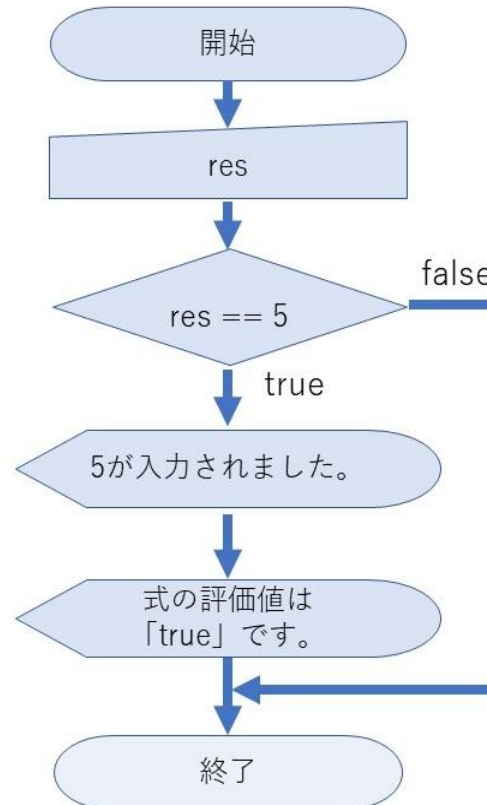 開始
res
res == 5
false
true
5が入力されました。
式の評価値は
「true」です。
終了